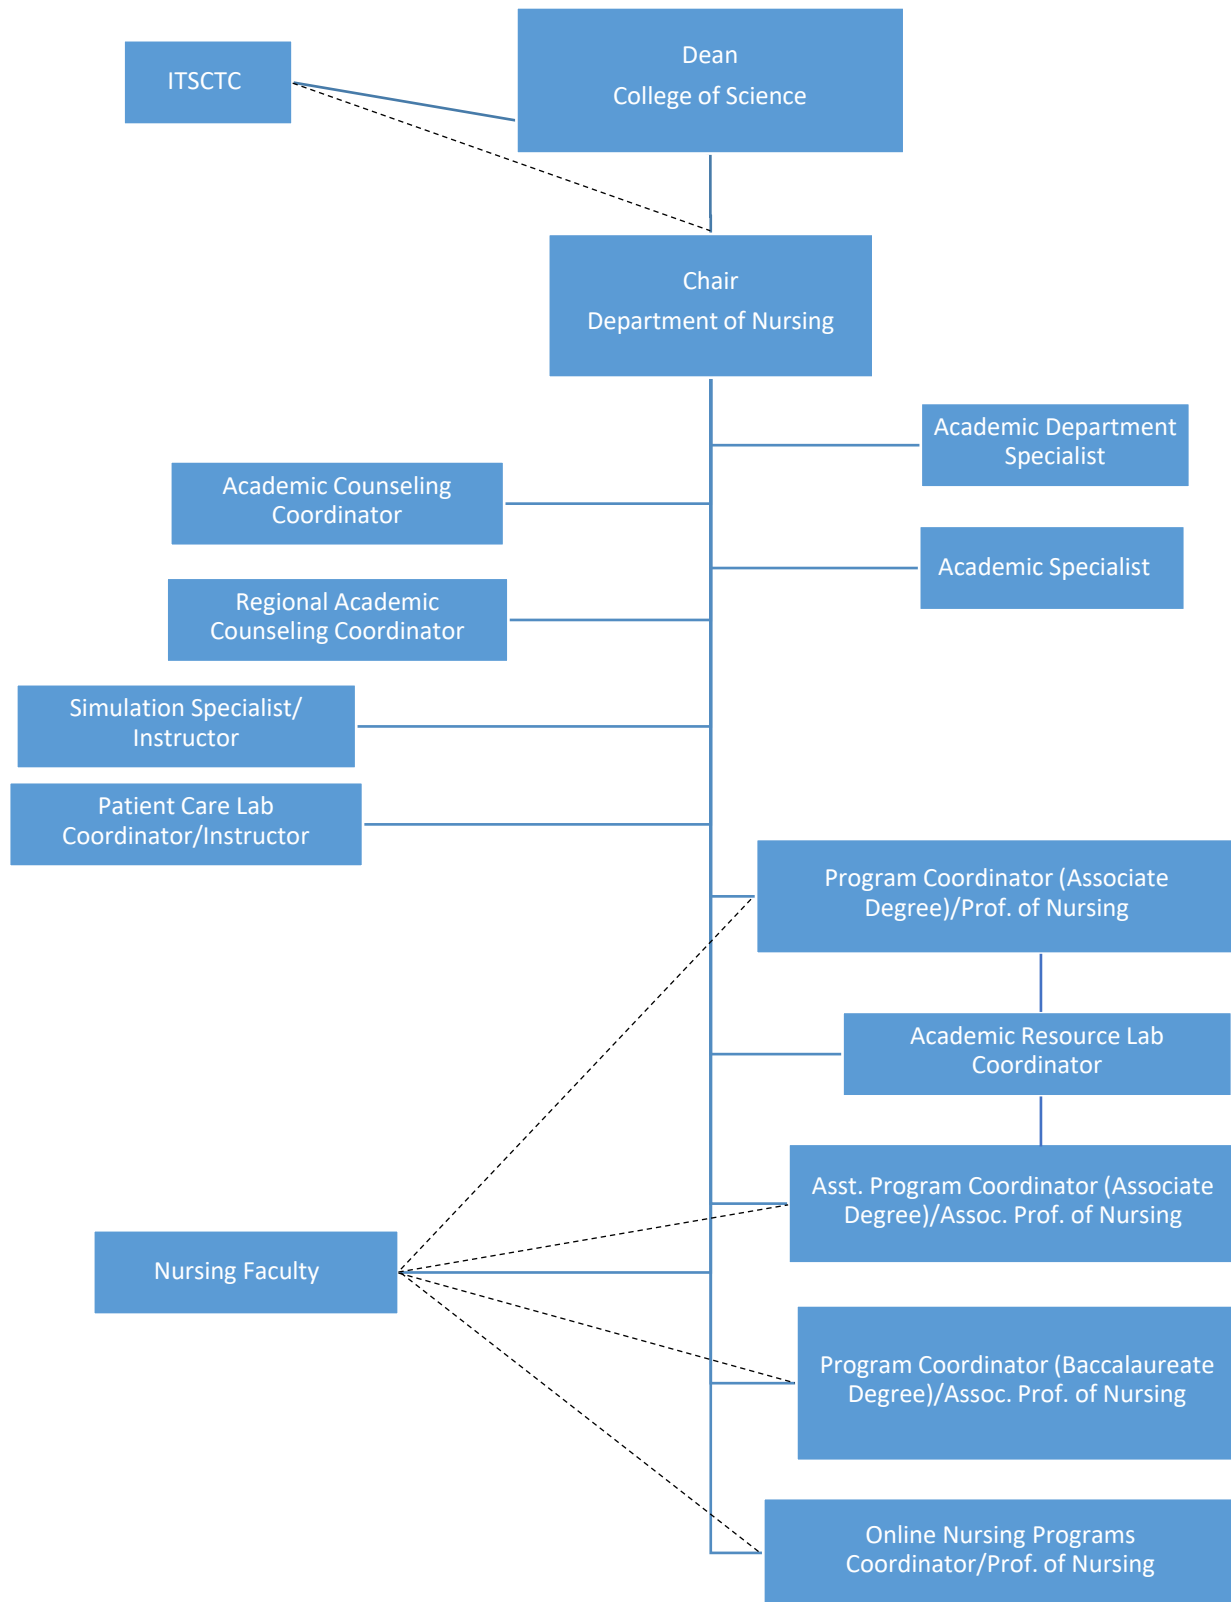 ITSCTC
Dean
College of Science
Chair
Department of Nursing
Academic Department
Specialist
Academic Counseling
Coordinator
Academic Specialist
Regional Academic
Counseling Coordinator
Simulation Specialist/
Instructor
Patient Care Lab
Coordinator/Instructor
Program Coordinator (Associate
Degree)/Prof. of Nursing
Academic Resource Lab
Coordinator
Asst. Program Coordinator (Associate
Degree)/Assoc. Prof. of Nursing
Nursing Faculty
Program Coordinator (Baccalaureate
Degree)/Assoc. Prof. of Nursing
Online Nursing Programs
Coordinator/Prof. of Nursing